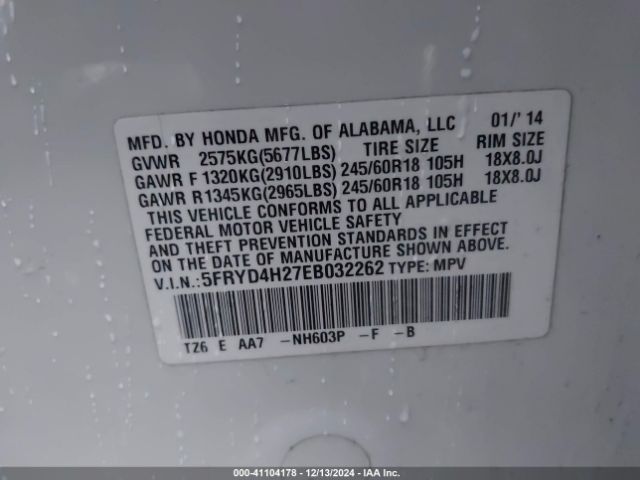 MFD. BY HONDA MFG. OF ALABAMA, LLC 01/'14
GVWR 2575KG(5677LBS) TIRE SIZE RIM SIZE
GAWR F1320KG(2910LBS) 245/60R18 105H 18X8.0J
GAWR R1345KG(2965LBS) 245/60R18 105H 18X8.0J
THIS VEHICLE CONFORMS TO ALL APPLICABLE
FEDERAL MOTOR VEHICLE SAFETY
AND THEFT PREVENTION STANDARDS IN EFFECT
ON THE DATE OF MANUFACTURE SHOWN ABOVE.
V.I.N.:5FRYD4H27EB032262 TYPE: MPV
TZ6 E AA7 -NH603P -F -B
000-41104178 - 12/13/2024 - IAA Inc.